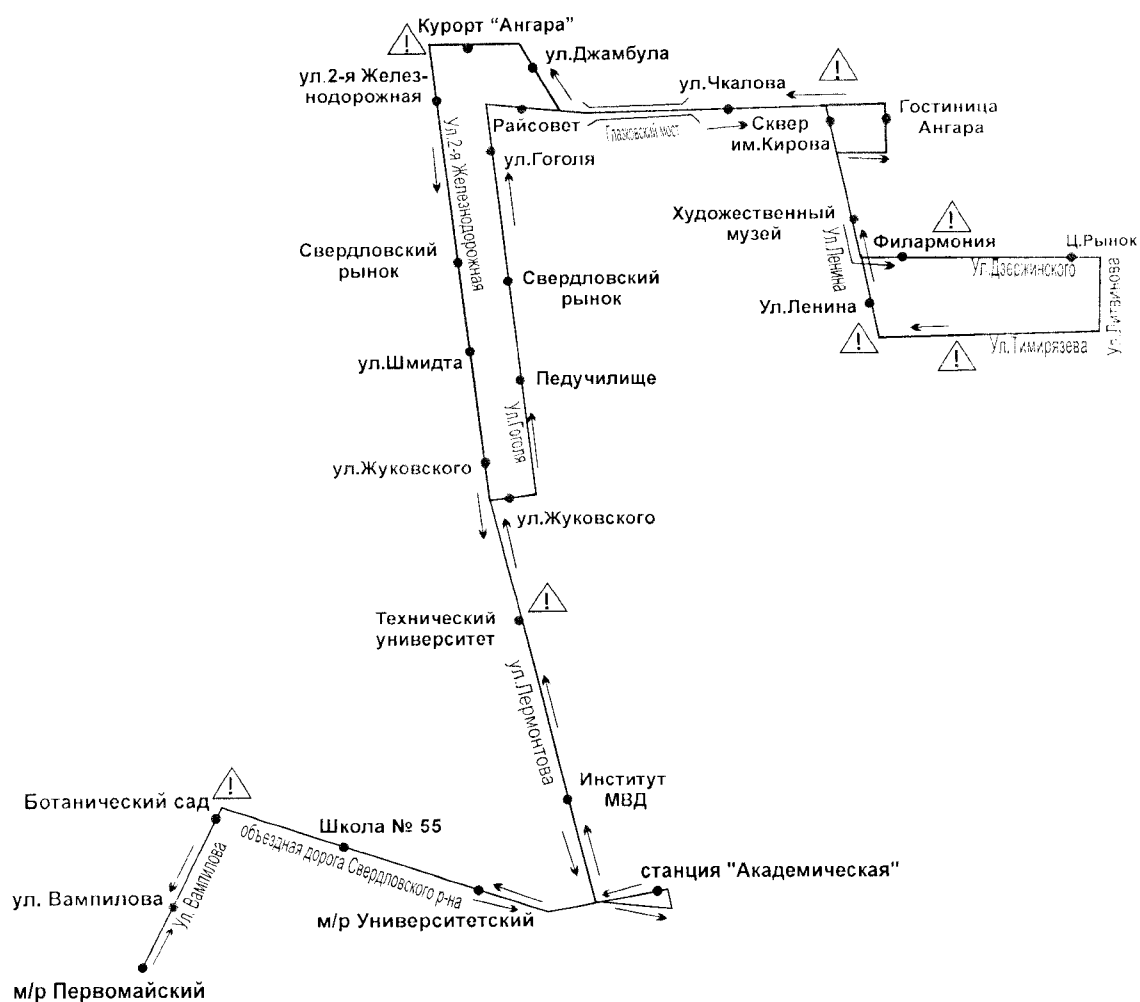 Курорт "Ангара"
ул.Джамбула
ул.2-я Желез-
нодорожная
ул.Чкалова
Гостиница
Ангара
Райсовет
Глазковский мост
Сквер
им.Кирова
ул.Гоголя
Ул.2-я Железнодорожная
Художественный
музей
Филармония
Ц.Рынок
Ул.Дзержинского
Ул.Ленина
Ул.Литвинова
Свердловский
рынок
Свердловский
рынок
Ул.Ленина
Ул.Тимирязева
ул.Шмидта
Педучилище
Ул.Гоголя
ул.Жуковского
ул.Жуковского
Технический
университет
ул.Лермонтова
Институт
МВД
Ботанический сад
Школа № 55
объездная дорога Свердловского р-на
станция "Академическая"
ул. Вампилова
Ул. Вампилова
м/р Университетский
м/р Первомайский
!
!
!
!
!
!
!